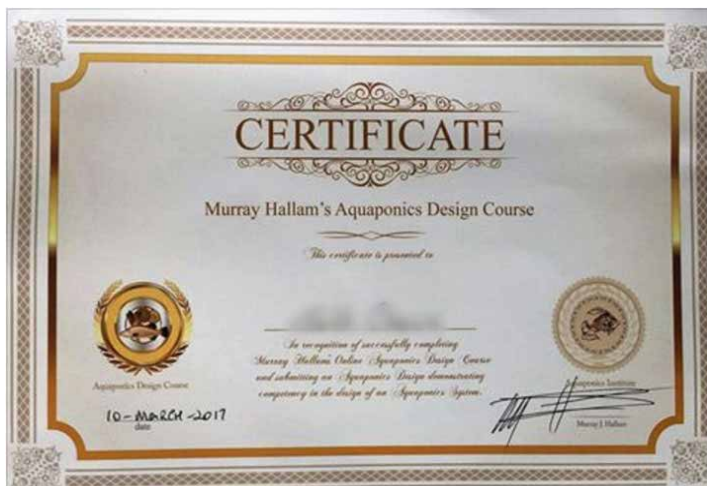 CERTIFICATE
Murray Hallam's Aquaponics Design Course
This certificate is presented to
In recognition of successfully completing
Murray Hallam's Online Aquaponics Design Course
and submitting an Aquaponics Design demonstrating
competency in the design of an Aquaponics System.
Aquaponics Design Course
Aquaponics Institute
10-MARCH-2017
date
Murray J. Hallam